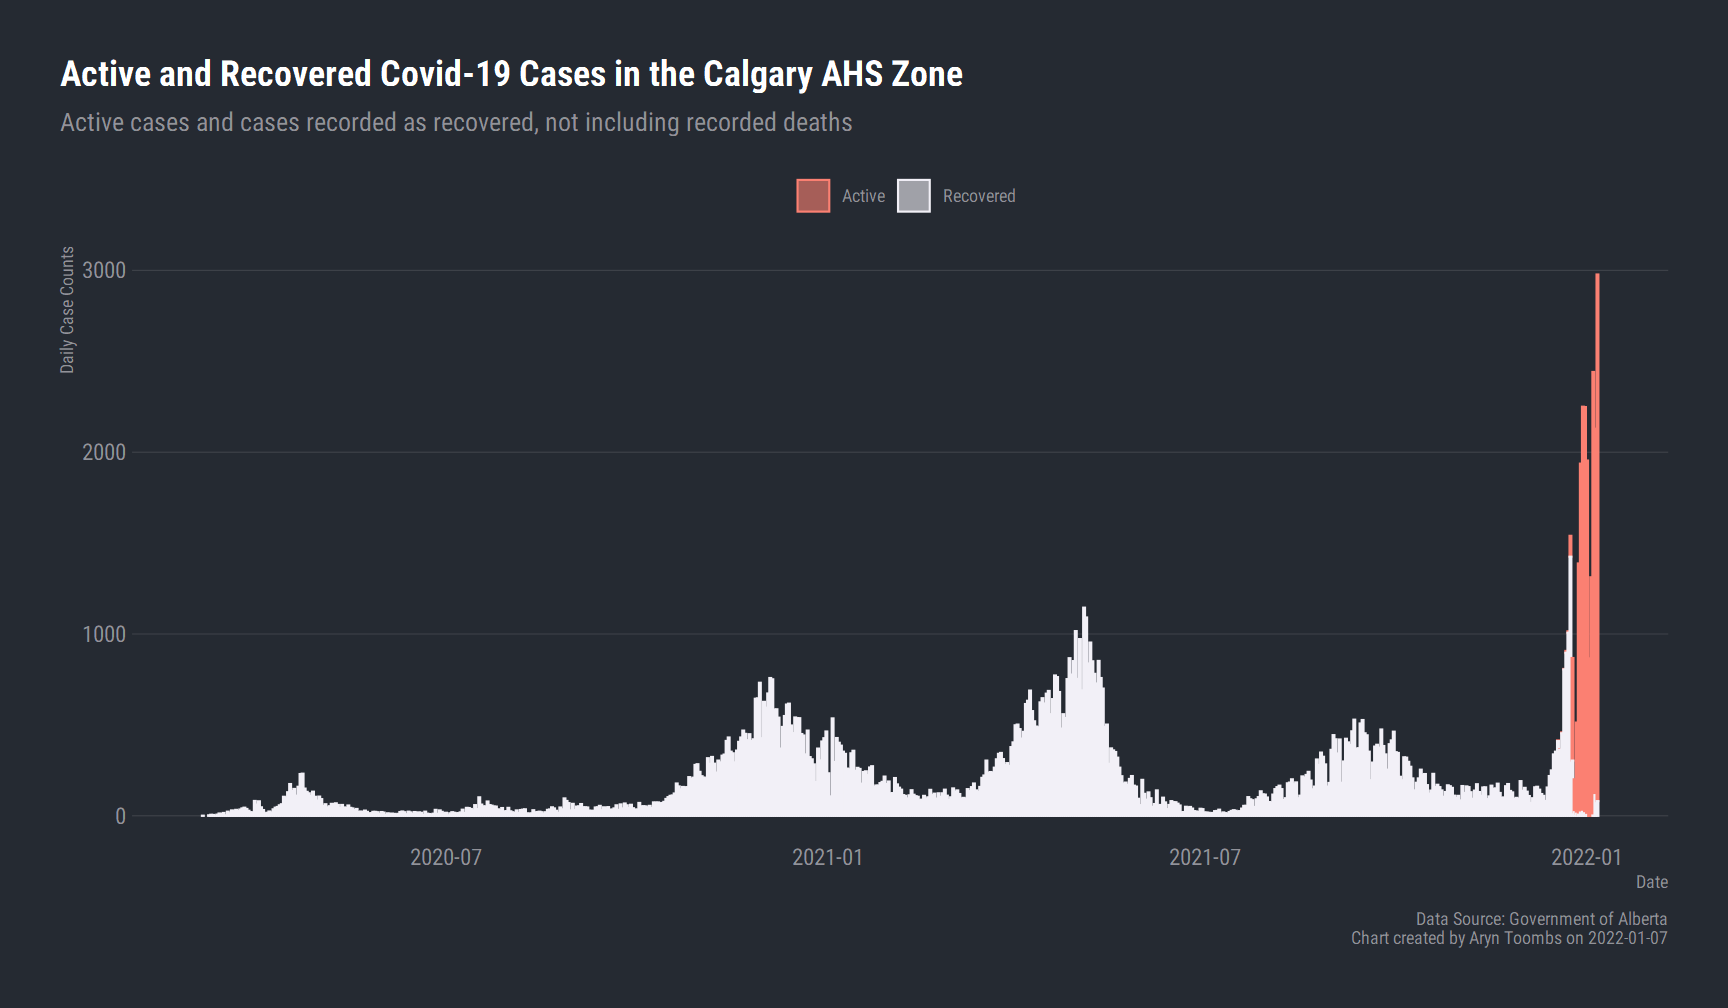 Active and Recovered Covid-19 Cases in the Calgary AHS Zone
Active cases and cases recorded as recovered, not including recorded deaths
Active
Recovered
Daily Case Counts
3000
2000
1000
0
2020-07
2021-01
2021-07
2022-01
Date
Data Source: Government of Alberta
Chart created by Aryn Toombs on 2022-01-07